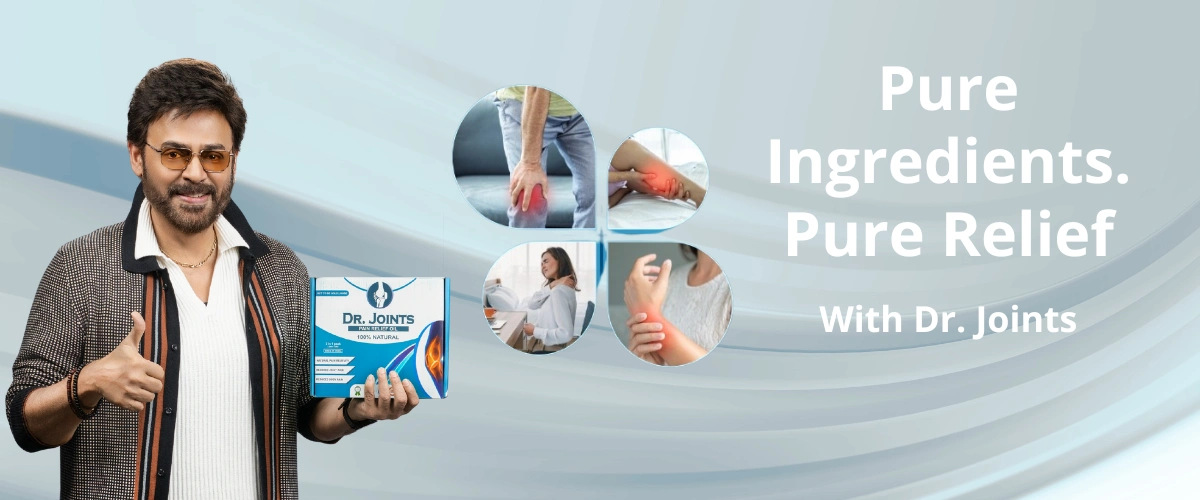 DR. JOINTS
PAIN RELIEF OIL
100% NATURAL
Pure
Ingredients.
Pure Relief
With Dr. Joints